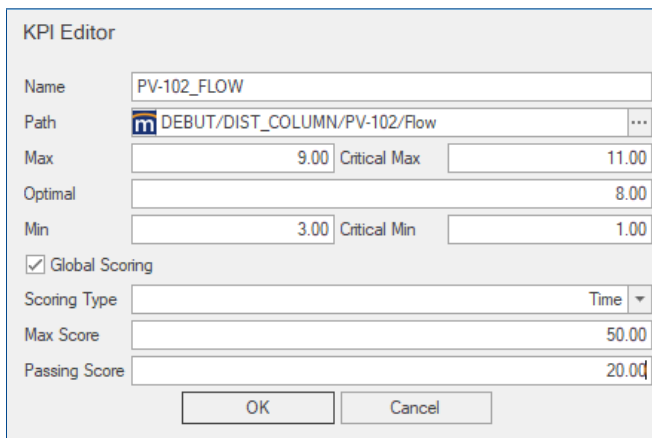 KPI Editor
Name PV-102_FLOW
Path m DEBUT/DIST_COLUMN/PV-102/Flow ...
Max 9.00 Critical Max 11.00
Optimal 8.00
Min 3.00 Critical Min 1.00
Global Scoring
Scoring Type Time
Max Score 50.00
Passing Score 20.00
OK Cancel